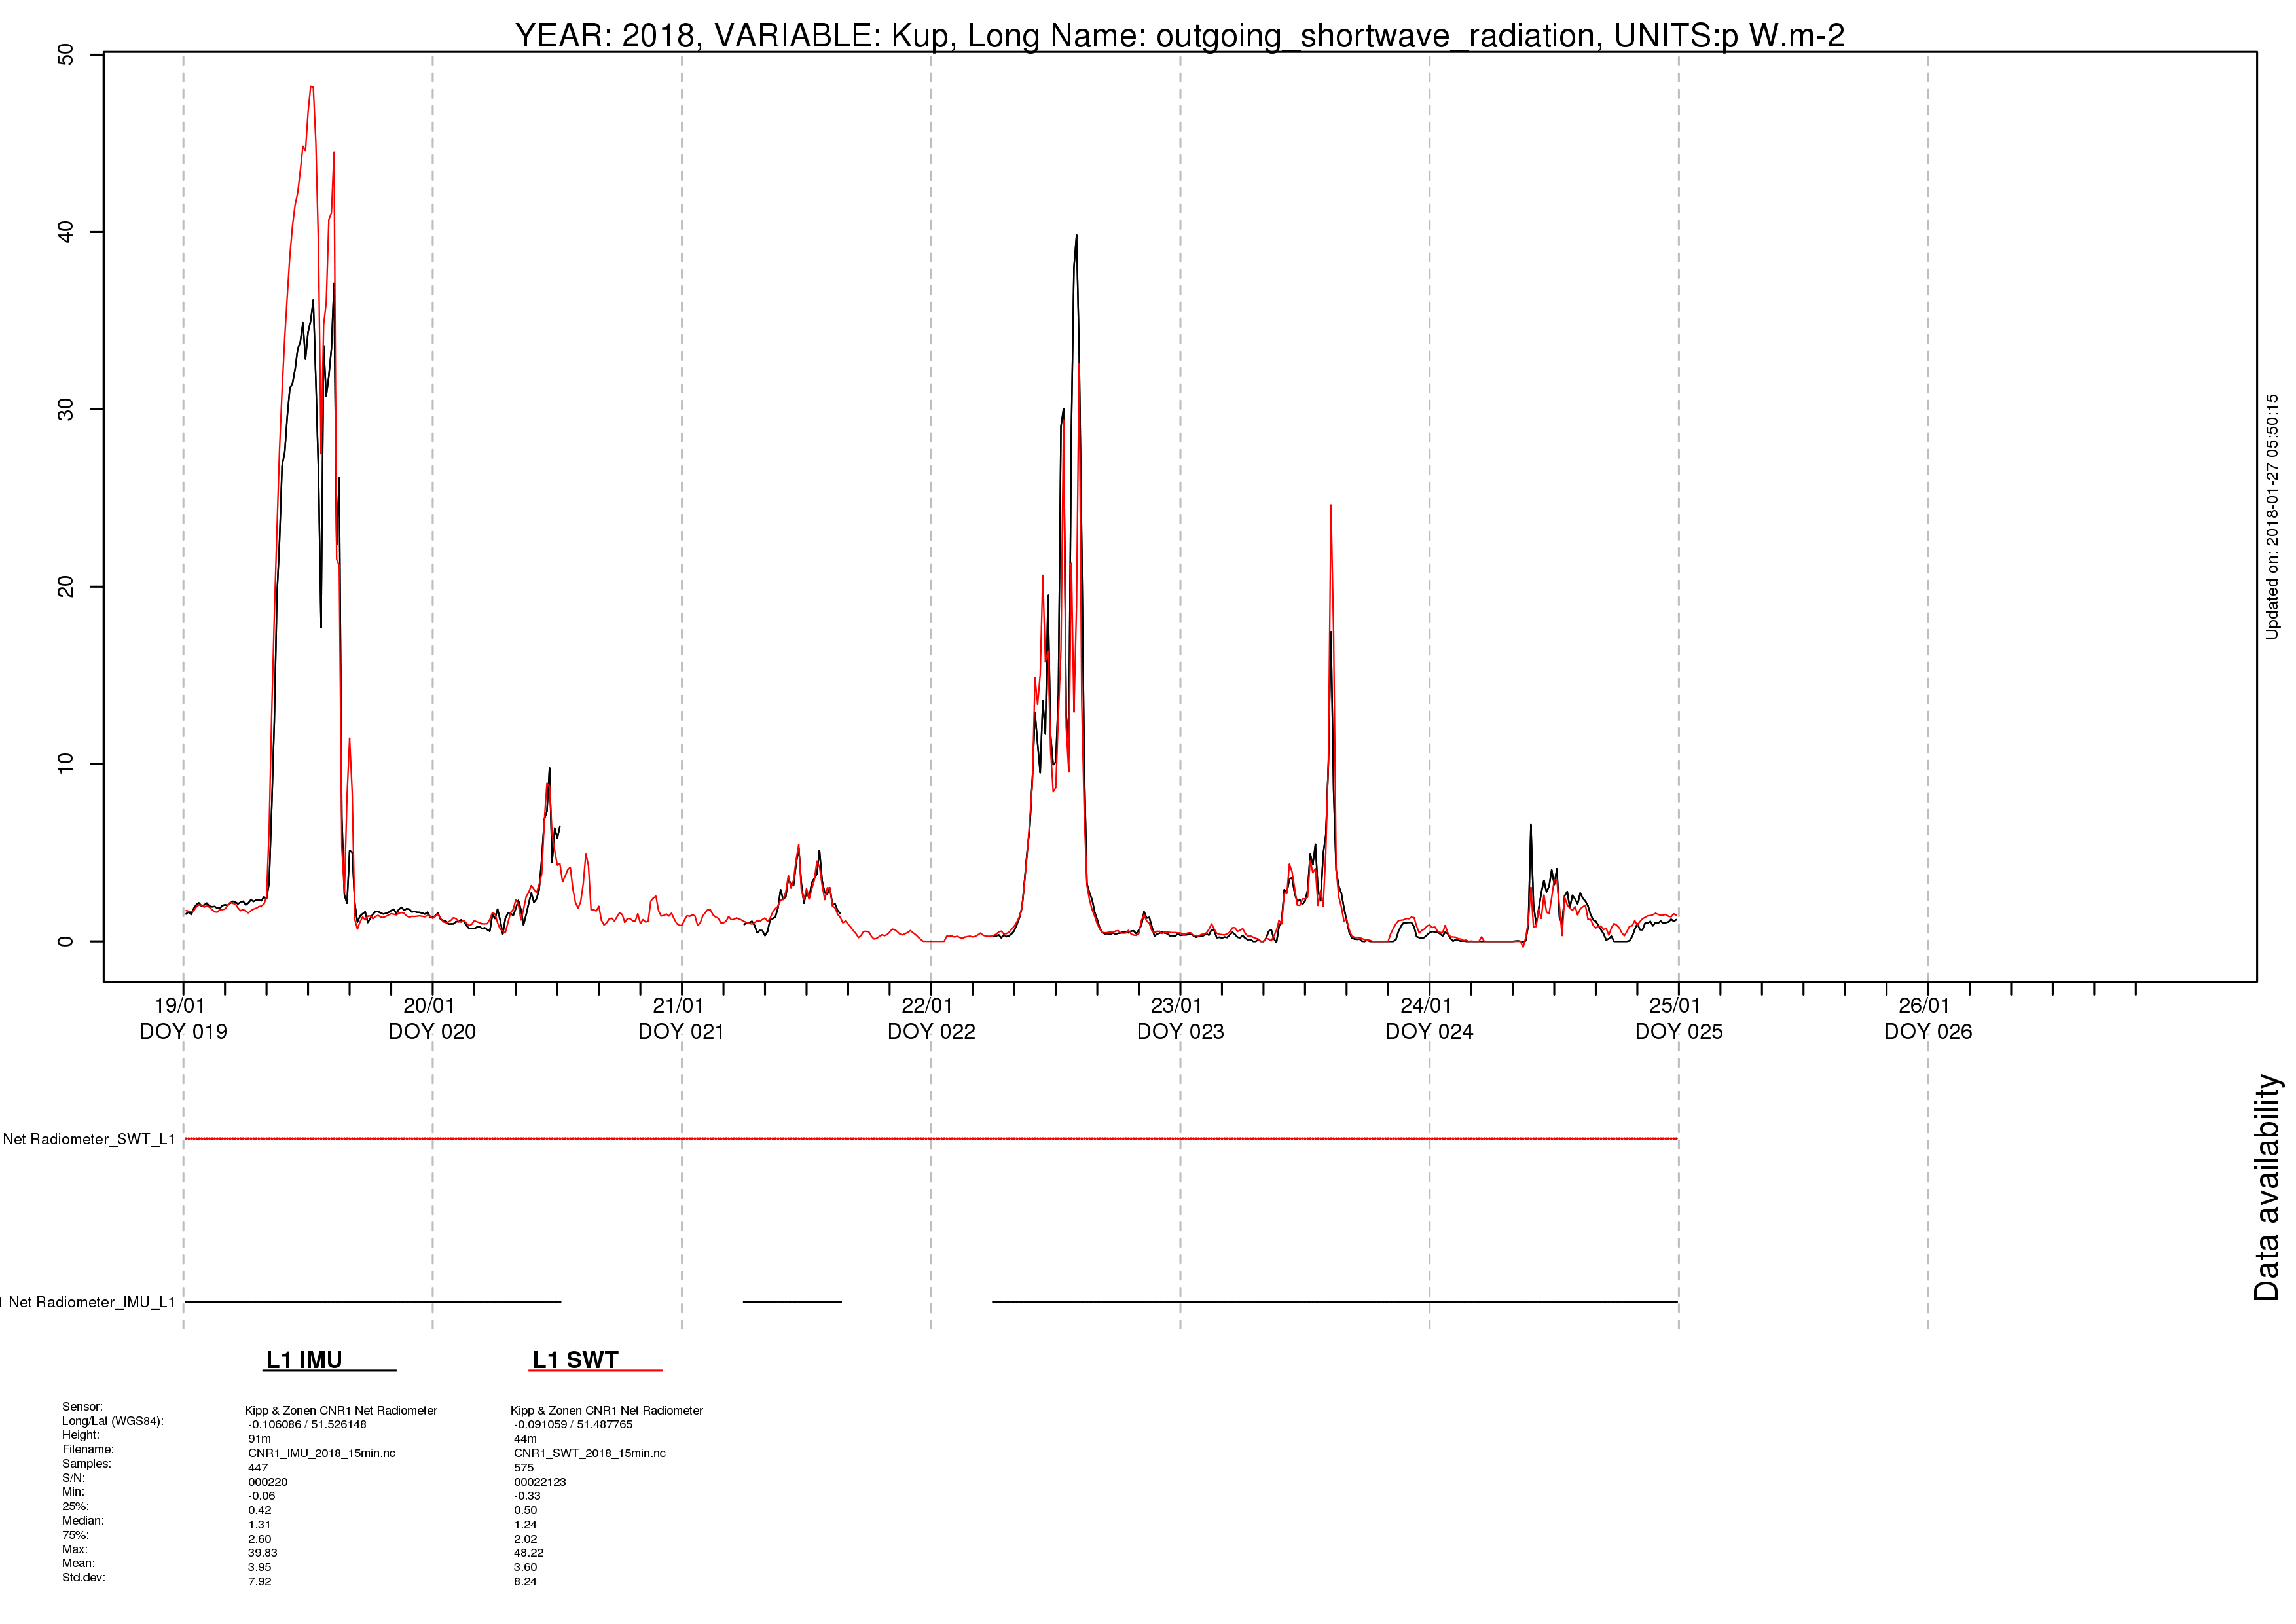 YEAR: 2018, VARIABLE: Kup, Long Name: outgoing_shortwave_radiation, UNITS:p W.m-2
50
40
30
20
10
0
Updated on: 2018-01-27 05:50:15
19/01 20/01 21/01 22/01 23/01 24/01 25/01 26/01
DOY 019 DOY 020 DOY 021 DOY 022 DOY 023 DOY 024 DOY 025 DOY 026
Data availability
Net Radiometer_SWT_L1
Net Radiometer_IMU_L1
L1 IMU L1 SWT
Sensor: Kipp & Zonen CNR1 Net Radiometer Kipp & Zonen CNR1 Net Radiometer
Long/Lat (WGS84): -0.106086 / 51.526148 -0.091059 / 51.487765
Height: 91m 44m
Filename: CNR1_IMU_2018_15min.nc CNR1_SWT_2018_15min.nc
Samples: 447 575
S/N: 000220 00022123
Min: -0.06 -0.33
25%: 0.42 0.50
Median: 1.31 1.24
75%: 2.60 2.02
Max: 39.83 48.22
Mean: 3.95 3.60
Std.dev: 7.92 8.24